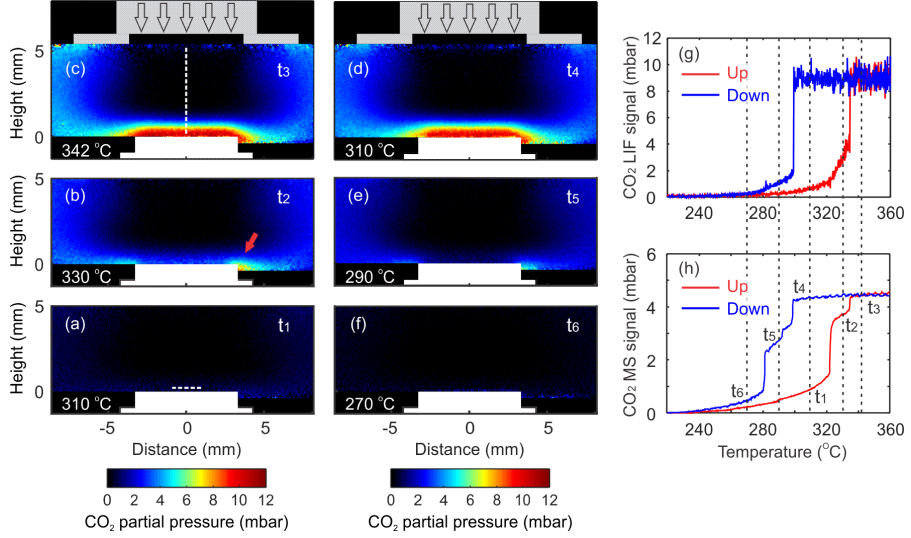 (c)
t3
342 °C
(d)
t4
310 °C
(b)
t2
330 °C
(e)
t5
290 °C
(a)
t1
310 °C
(f)
t6
270 °C
Height (mm)
5
0
Height (mm)
5
0
Height (mm)
5
0
-5 0 5
Distance (mm)
-5 0 5
Distance (mm)
0 2 4 6 8 10 12
CO2 partial pressure (mbar)
0 2 4 6 8 10 12
CO2 partial pressure (mbar)
(g)
Up
Down
CO2 LIF signal (mbar)
12
10
8
6
4
2
0
240 280 320 360
(h)
Up
Down
t4
t3
t2
t5
t6
t1
CO2 MS signal (mbar)
6
4
2
0
240 280 320 360
Temperature (°C)